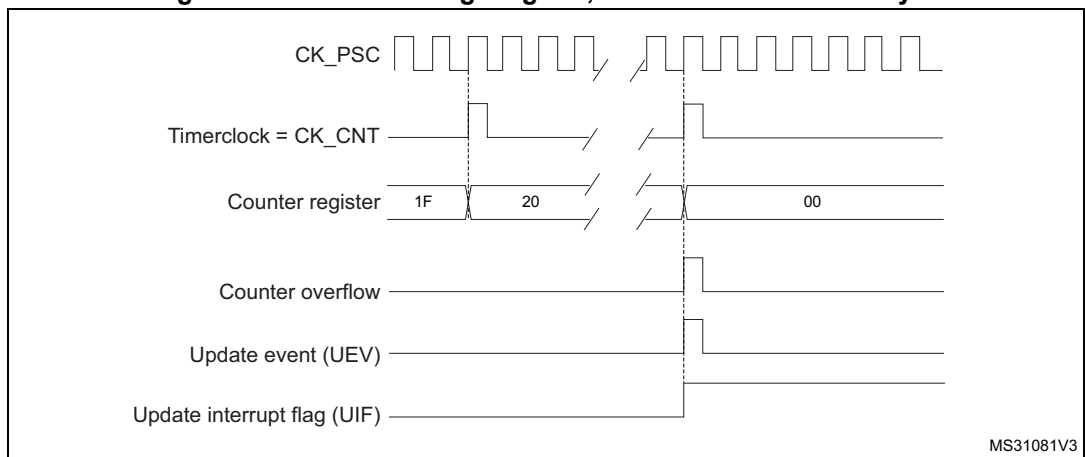 CK_PSC
Timerclock = CK_CNT
Counter register 1F 20 00
Counter overflow
Update event (UEV)
Update interrupt flag (UIF)
MS31081V3